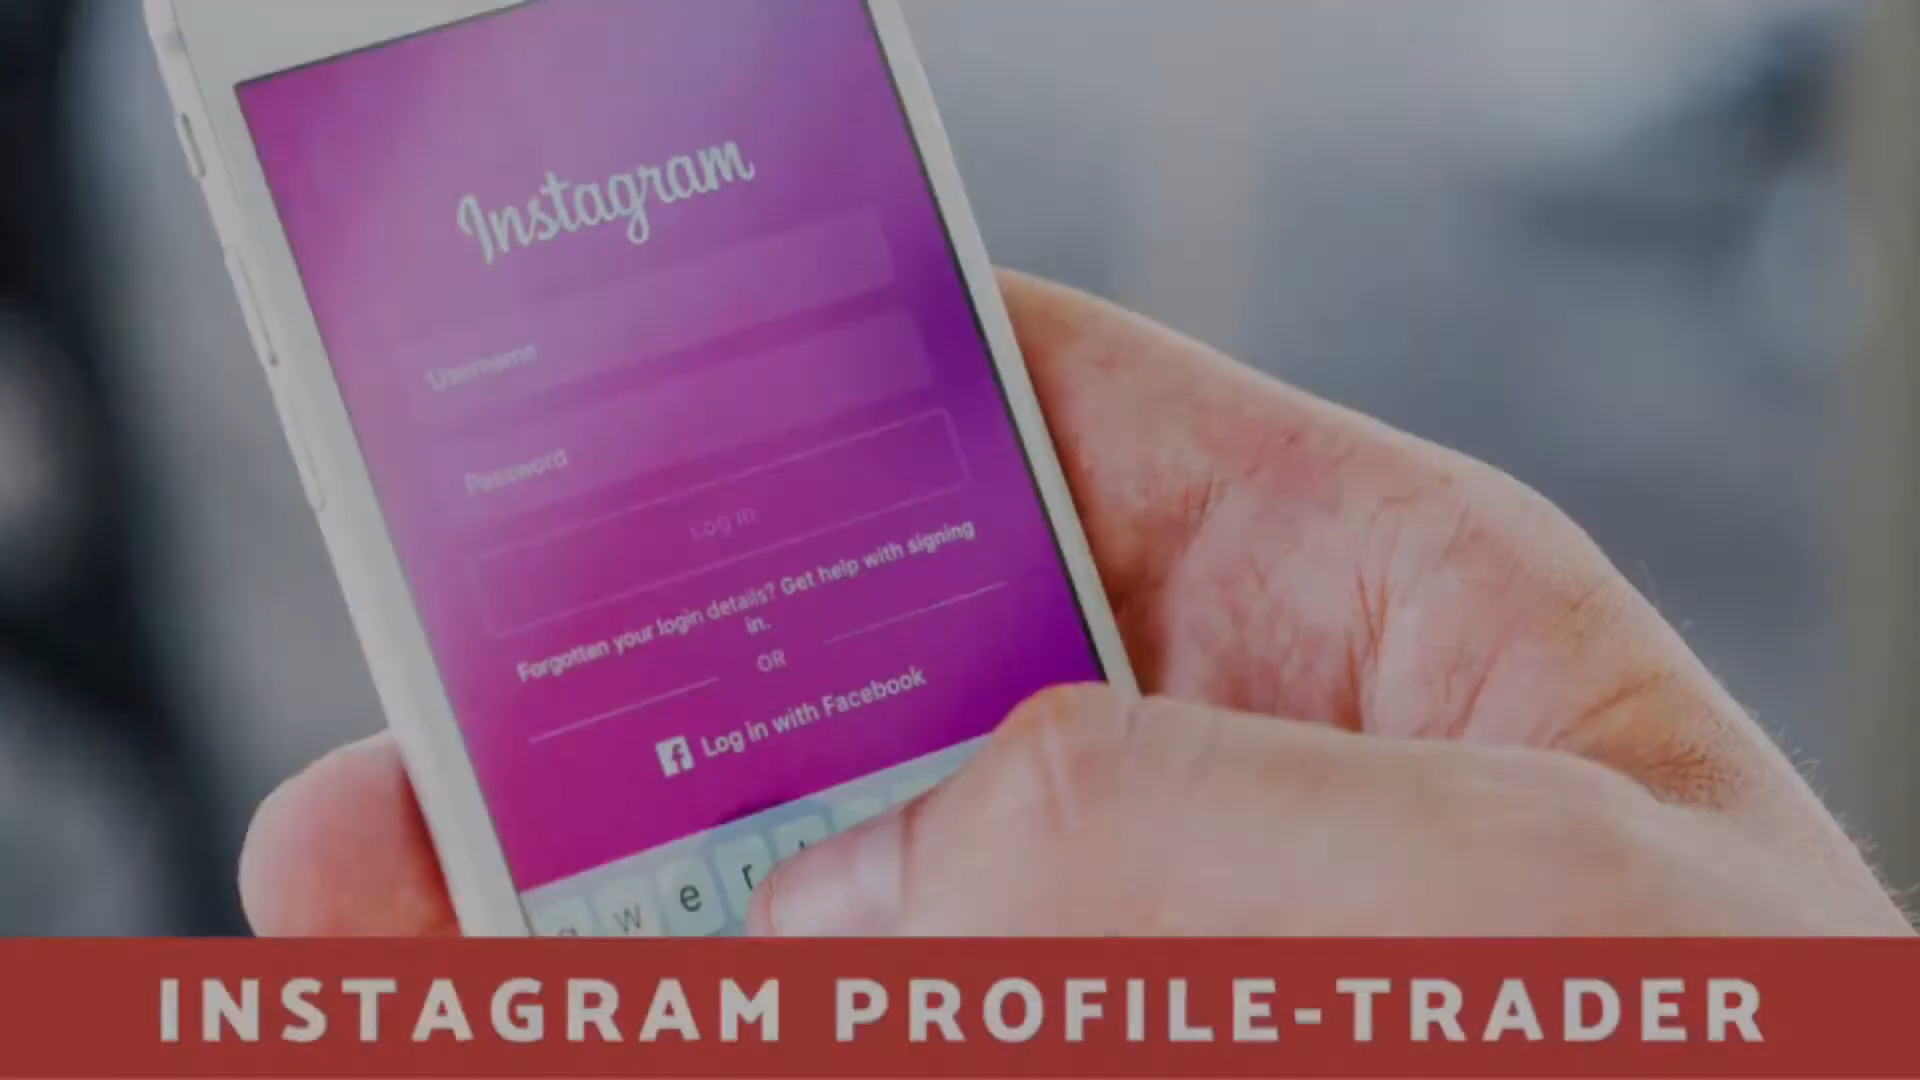 Instagram
Username
Password
Log in
Forgotten your login details? Get help with signing
in.
OR
f Log in with Facebook
w e r
INSTAGRAM PROFILE-TRADER